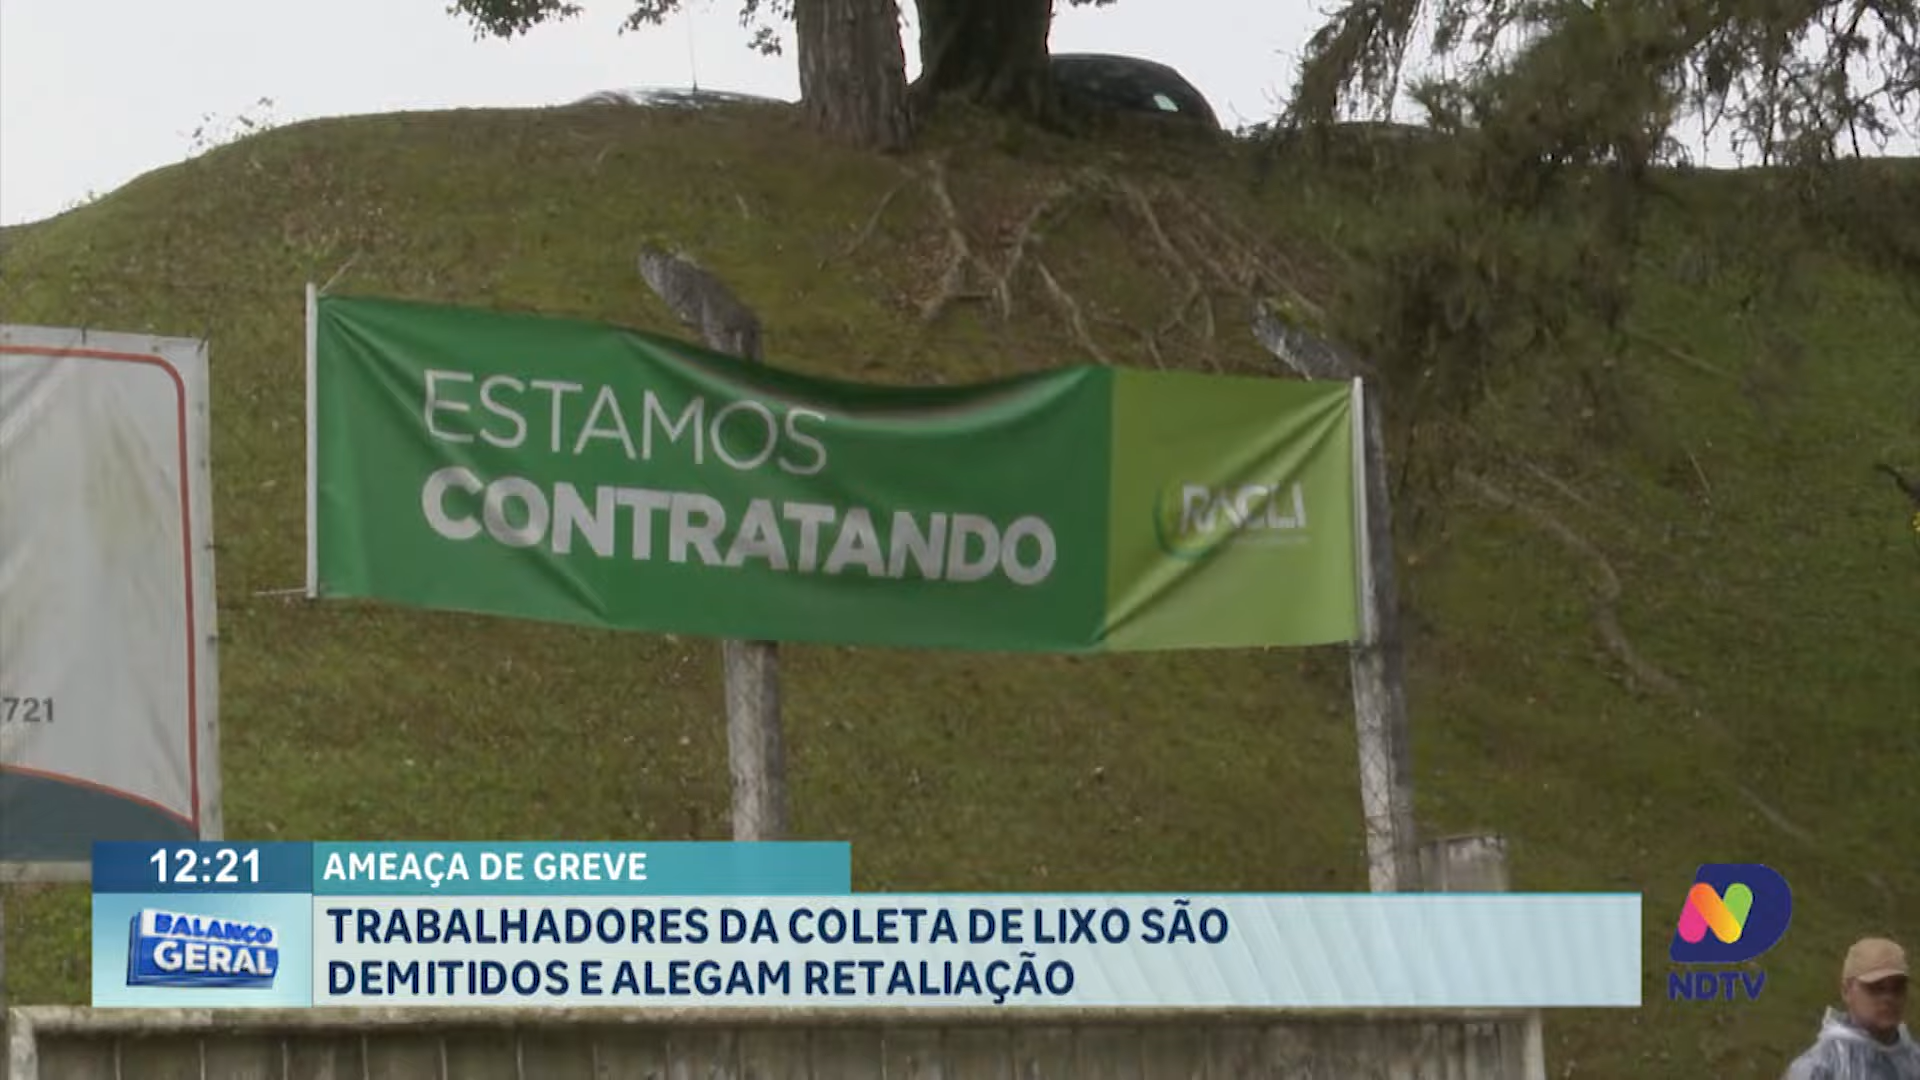 ESTAMOS
CONTRATANDO
RACLI
721
12:21
AMEAÇA DE GREVE
BALANÇO
GERAL
TRABALHADORES DA COLETA DE LIXO SÃO
DEMITIDOS E ALEGAM RETALIAÇÃO
NDTV